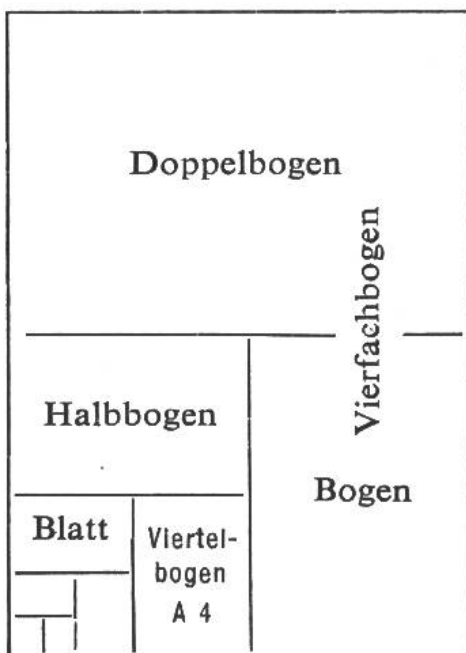 Doppelbogen
Vierfachbogen
Halbbogen
Bogen
Blatt
Viertel-
bogen
A 4